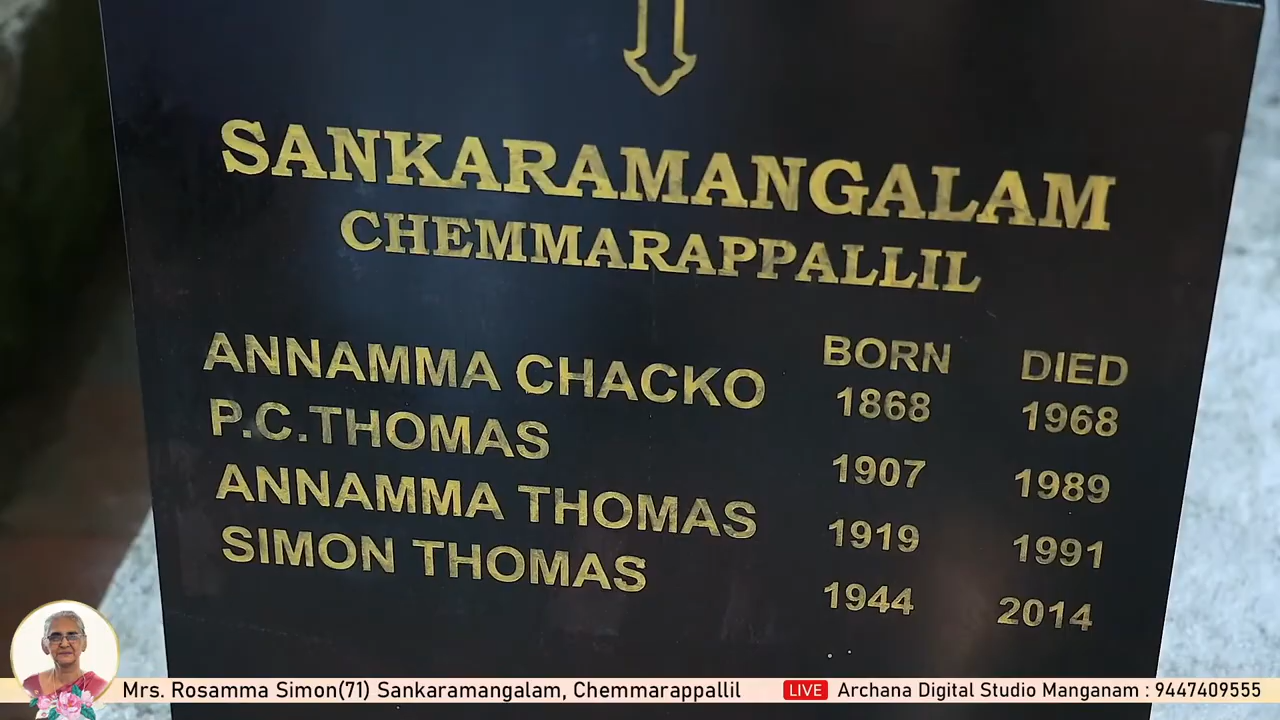 SANKARAMANGALAM
CHEMMARAPPALLIL
BORN DIED
ANNAMMA CHACKO 1868 1968
P.C.THOMAS 1907 1989
ANNAMMA THOMAS 1919 1991
SIMON THOMAS 1944 2014
Mrs. Rosamma Simon(71) Sankaramangalam, Chemmarappallil LIVE Archana Digital Studio Manganam : 9447409555